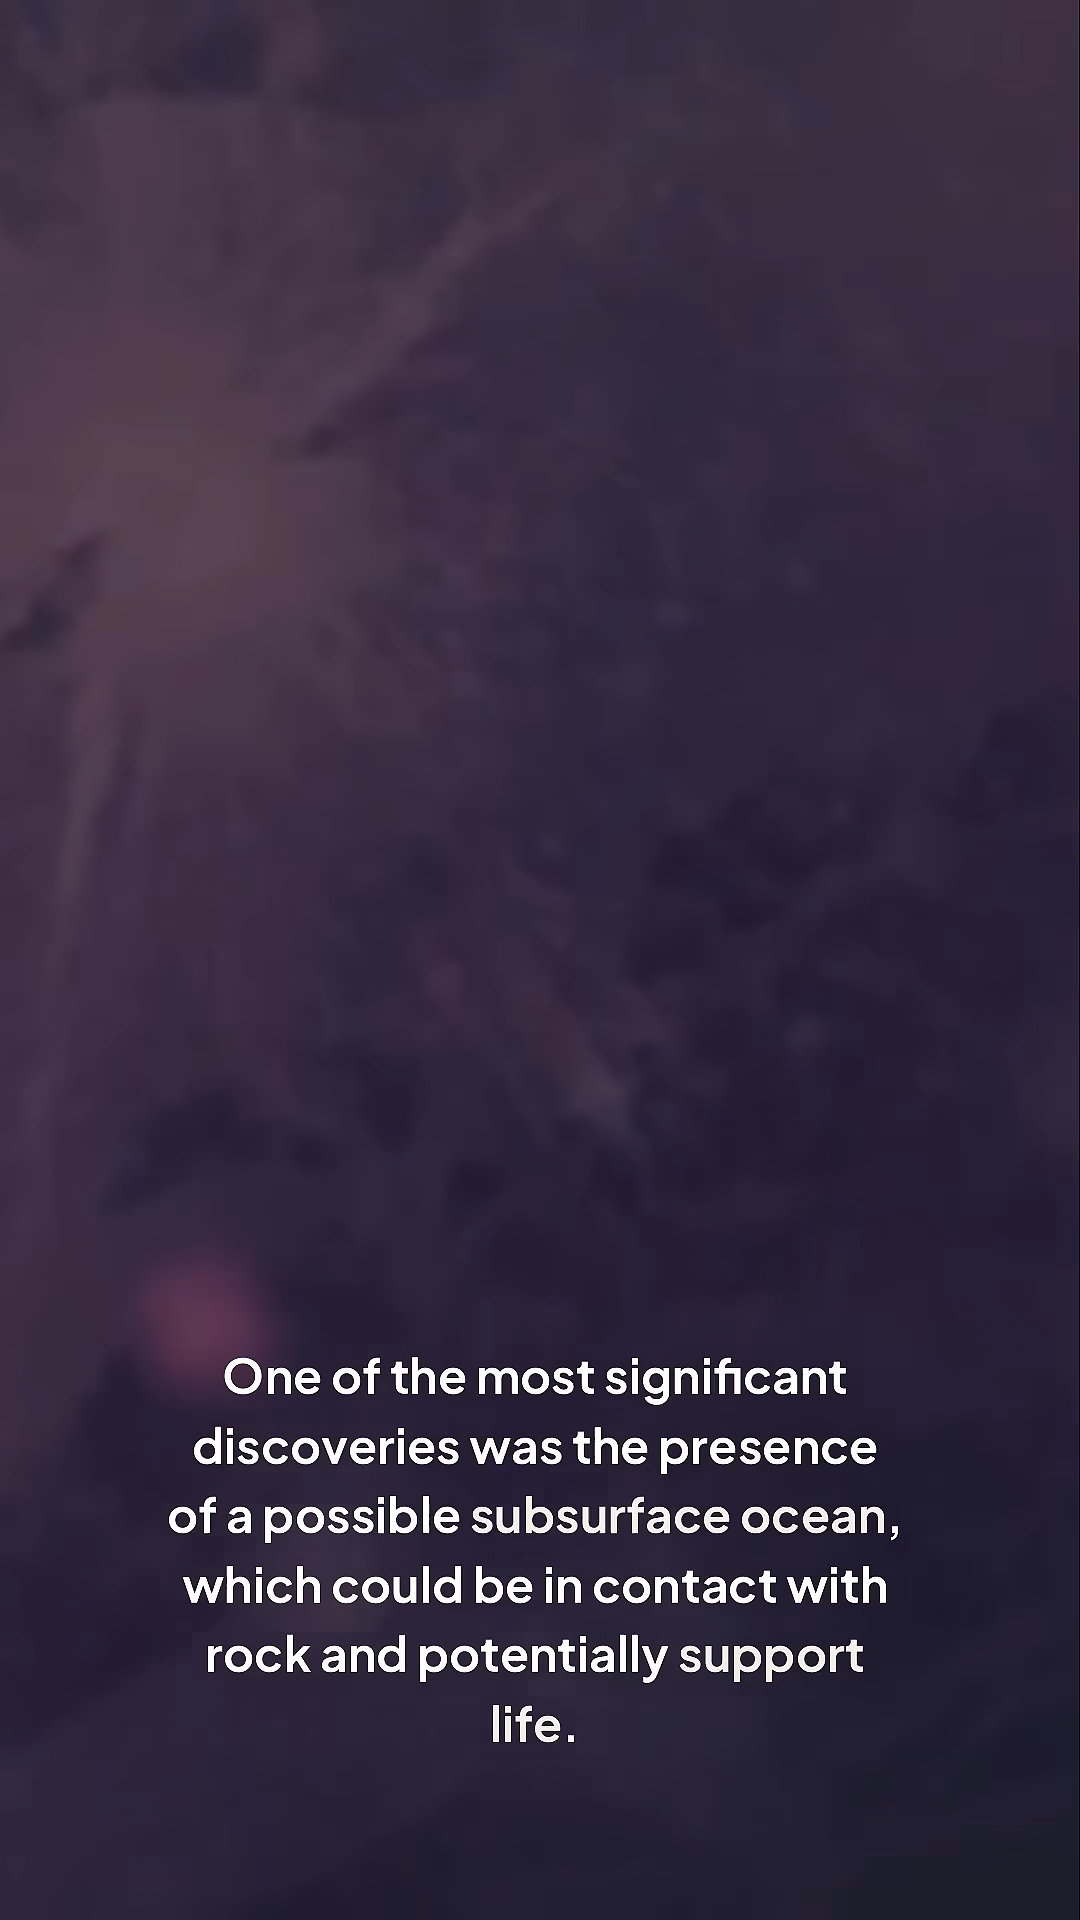 One of the most significant
discoveries was the presence
of a possible subsurface ocean,
which could be in contact with
rock and potentially support
life.